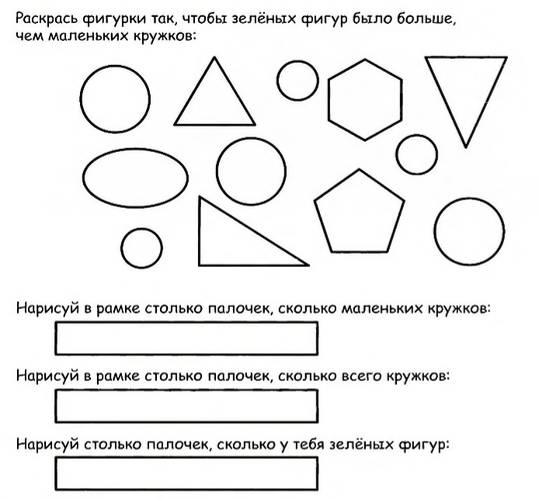 Раскрась фигурки так, чтобы зелёных фигур было больше,
чем маленьких кружков:
Нарисуй в рамке столько палочек, сколько маленьких кружков:
Нарисуй в рамке столько палочек, сколько всего кружков:
Нарисуй столько палочек, сколько у тебя зелёных фигур: